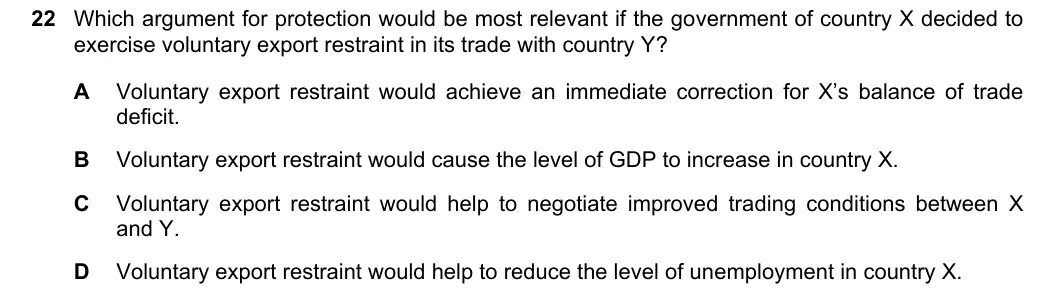 22 Which argument for protection would be most relevant if the government of country X decided to
exercise voluntary export restraint in its trade with country Y?
A Voluntary export restraint would achieve an immediate correction for X’s balance of trade
deficit.
B Voluntary export restraint would cause the level of GDP to increase in country X.
C Voluntary export restraint would help to negotiate improved trading conditions between X
and Y.
D Voluntary export restraint would help to reduce the level of unemployment in country X.